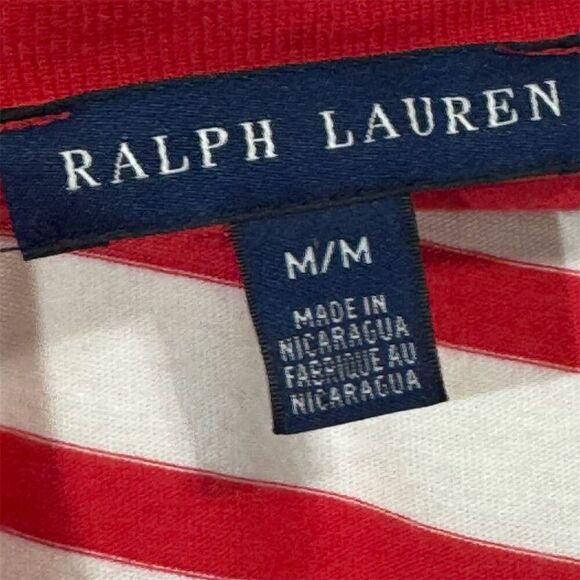 RALPH LAUREN
M/M
MADE IN
NICARAGUA
FABRIQUE AU
NICARAGUA